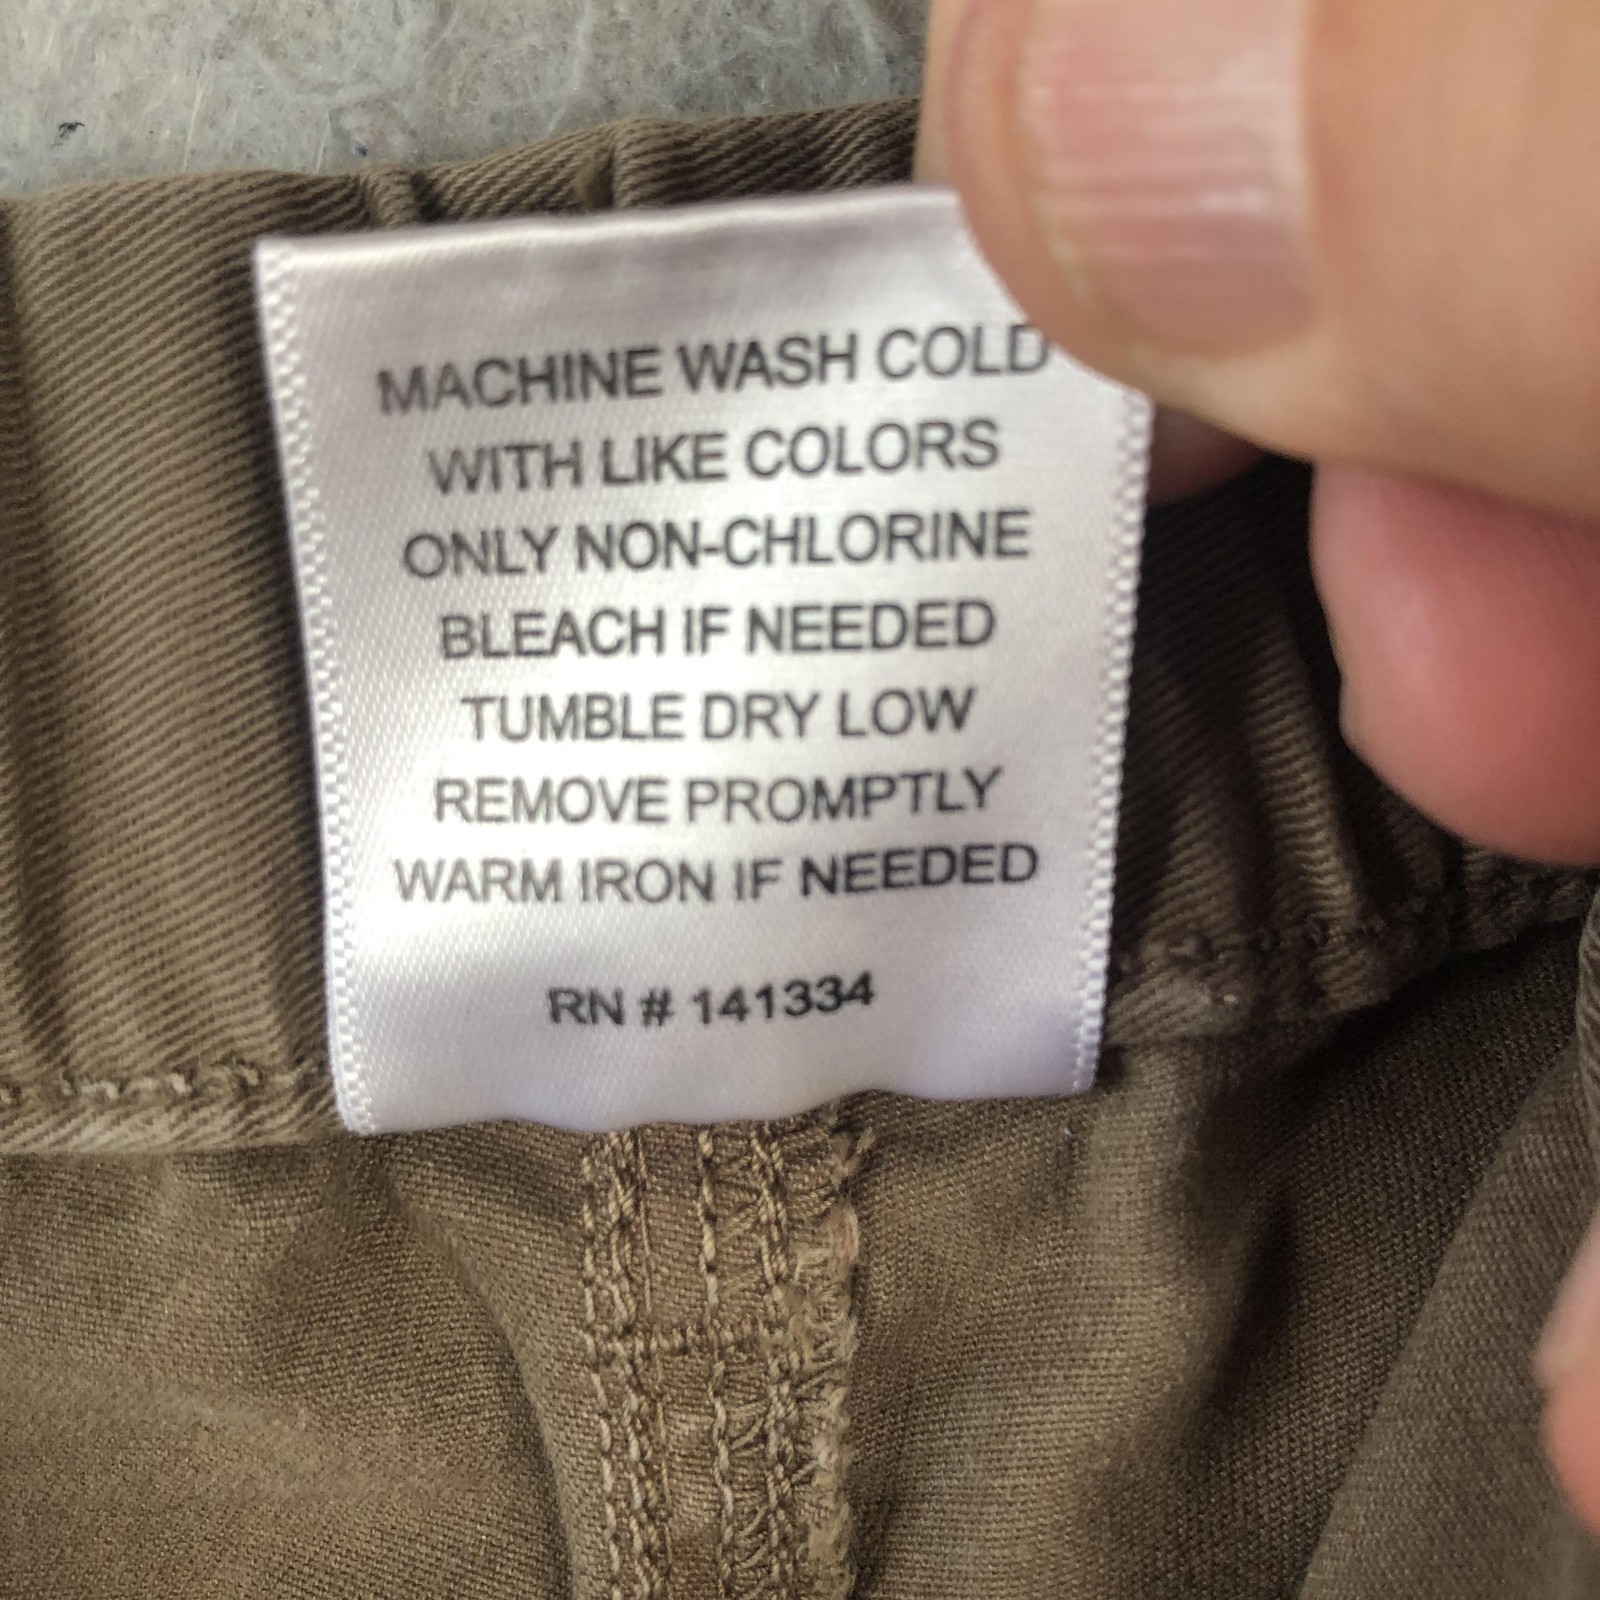 MACHINE WASH COLD
WITH LIKE COLORS
ONLY NON-CHLORINE
BLEACH IF NEEDED
TUMBLE DRY LOW
REMOVE PROMPTLY
WARM IRON IF NEEDED
RN # 141334